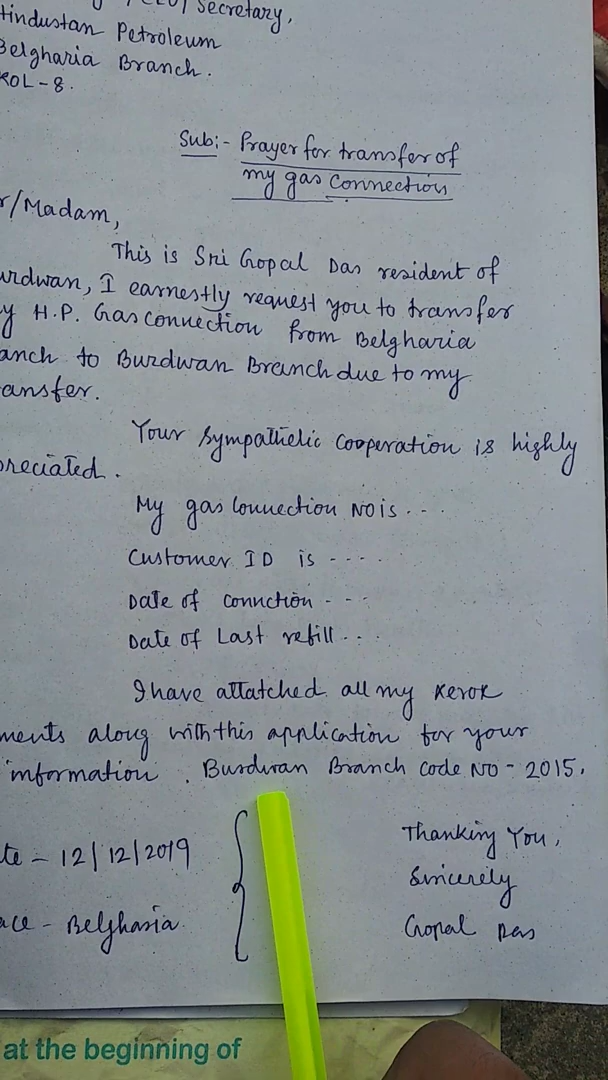 / CEO/ Secretary,
Hindustan Petroleum
Belgharia Branch.
KOL-8.
Sub:- Prayer for transfer of
my gas connection
r/Madam,
This is Sri Gopal Das resident of
urdwan, I earnestly request you to transfer
y H.P. Gas connection from Belgharia
anch to Burdwan Branch due to my
ansfer.
Your sympathetic cooperation is highly
preciated.
My gas connection No is ...
Customer ID is ----
Date of connction ---
Date of Last refill...
I have attatched all my xerox
ments along with this application for your
information. Burdwan Branch code No - 2015.
te - 12/12/2019
Thanking You,
Sincerely
ace - Belgharia
Gopal Das
at the beginning of